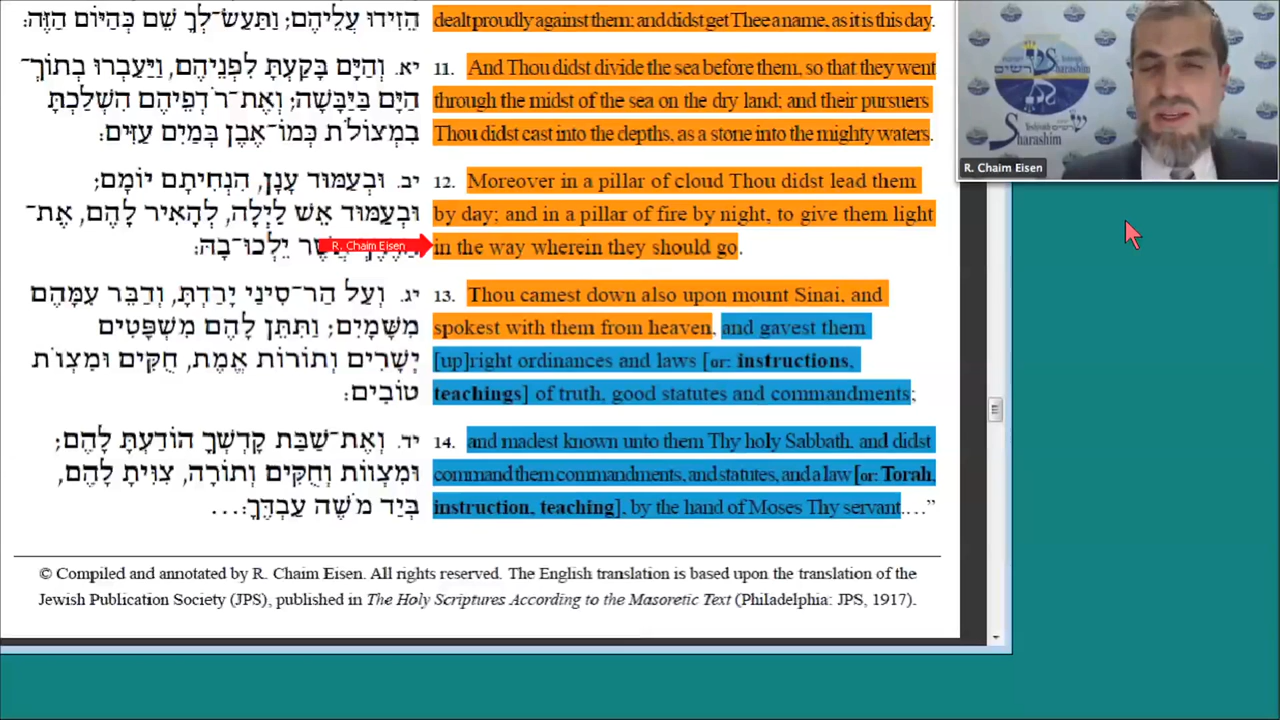 הֵזִידוּ עֲלֵיהֶם; וַתַּעַשׂ־לְךָ שֵׁם כְּהַיּוֹם הַזֶּה:
dealt proudly against them: and didst get Thee a name, as it is this day.
יא. וְהַיָּם בָּקַעְתָּ לִפְנֵיהֶם, וַיַּעַבְרוּ בְתוֹךְ־
הַיָּם בַּיַּבָּשָׁה; וְאֶת־רֹדְפֵיהֶם הִשְׁלַכְתָּ
בִמְצוֹלֹת כְּמוֹ־אֶבֶן בְּמַיִם עַזִּים:
11. And Thou didst divide the sea before them, so that they went
through the midst of the sea on the dry land; and their pursuers
Thou didst cast into the depths, as a stone into the mighty waters.
יב. וּבְעַמּוּד עָנָן, הִנְחִיתָם יוֹמָם;
וּבְעַמּוּד אֵשׁ לַיְלָה, לְהָאִיר לָהֶם, אֶת־
יֵלְכוּ־בָהּ:
12. Moreover in a pillar of cloud Thou didst lead them
by day; and in a pillar of fire by night, to give them light
in the way wherein they should go.
R. Chaim Eisen
יג. וְעַל הַר־סִינַי יָרַדְתָּ, וְדַבֵּר עִמָּהֶם
מִשָּׁמָיִם; וַתִּתֵּן לָהֶם מִשְׁפָּטִים
יְשָׁרִים וְתוֹרוֹת אֱמֶת, חֻקִּים וּמִצְוֹת
טוֹבִים:
13. Thou camest down also upon mount Sinai, and
spokest with them from heaven, and gavest them
[up]right ordinances and laws [or: instructions,
teachings] of truth, good statutes and commandments;
יד. וְאֶת־שַׁבַּת קָדְשְׁךָ הוֹדַעְתָּ לָהֶם;
וּמִצְווֹת וְחֻקִּים וְתוֹרָה, צִוִּיתָ לָהֶם,
בְּיַד מֹשֶׁה עַבְדֶּךָ:…
14. and madest known unto them Thy holy Sabbath, and didst
command them commandments, and statutes, and a law [or: Torah,
instruction, teaching], by the hand of Moses Thy servant.…”
© Compiled and annotated by R. Chaim Eisen. All rights reserved. The English translation is based upon the translation of the
Jewish Publication Society (JPS), published in The Holy Scriptures According to the Masoretic Text (Philadelphia: JPS, 1917).
Sharashim
Yeshivath
Sharashim
R. Chaim Eisen